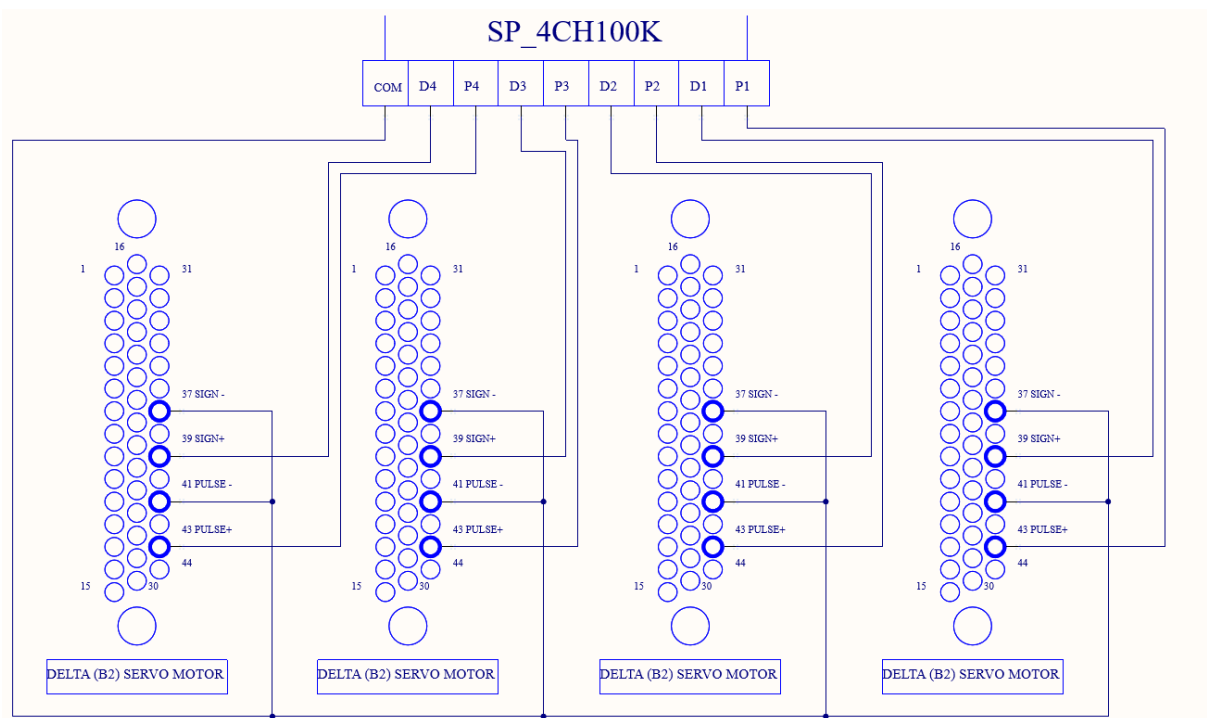 SP_4CH100K
COM D4 P4 D3 P3 D2 P2 D1 P1
16 16 16 16
1 31 1 31 1 31 1 31
37 SIGN - 37 SIGN - 37 SIGN - 37 SIGN -
39 SIGN+ 39 SIGN+ 39 SIGN+ 39 SIGN+
41 PULSE - 41 PULSE - 41 PULSE - 41 PULSE -
43 PULSE+ 43 PULSE+ 43 PULSE+ 43 PULSE+
44 44 44 44
15 30 15 30 15 30 15 30
DELTA (B2) SERVO MOTOR DELTA (B2) SERVO MOTOR DELTA (B2) SERVO MOTOR DELTA (B2) SERVO MOTOR